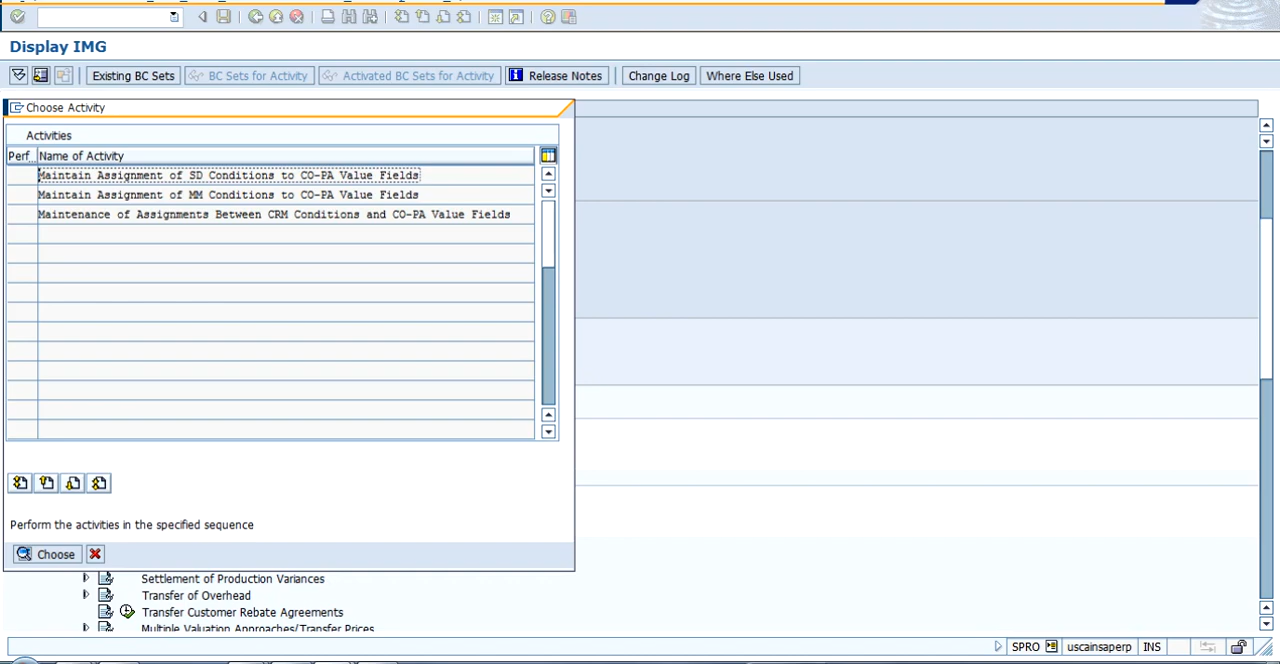 Display IMG
Existing BC Sets BC Sets for Activity Activated BC Sets for Activity Release Notes Change Log Where Else Used
Choose Activity
Activities
Perf... Name of Activity
Maintain Assignment of SD Conditions to CO-PA Value Fields
Maintain Assignment of MM Conditions to CO-PA Value Fields
Maintenance of Assignments Between CRM Conditions and CO-PA Value Fields
Perform the activities in the specified sequence
Choose
Settlement of Production Variances
Transfer of Overhead
Transfer Customer Rebate Agreements
Multiple Valuation Approaches/Transfer Prices
SPRO uscainsaperp INS